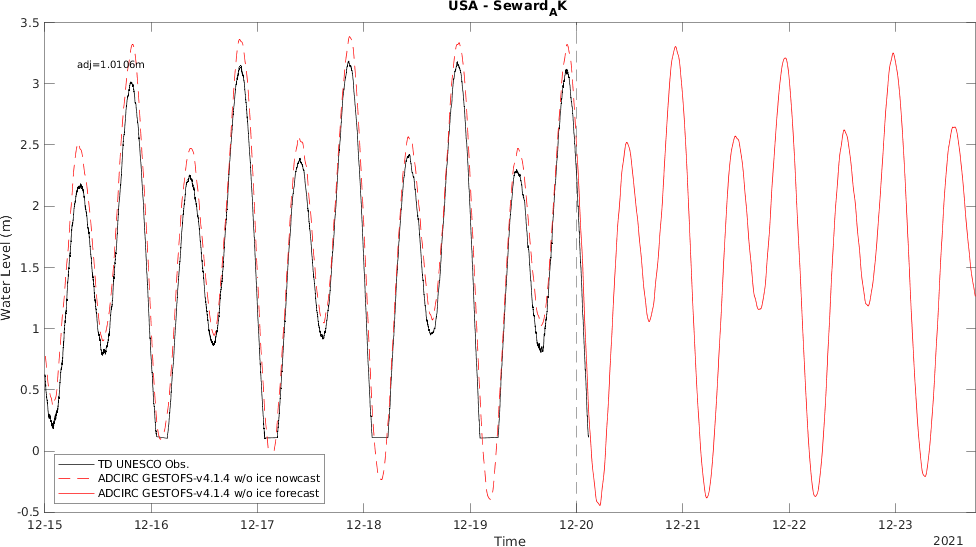 USA - Seward_AK
adj=1.0106m
3.5
3
2.5
2
1.5
1
0.5
0
-0.5
Water Level (m)
TD UNESCO Obs.
ADCIRC GESTOFS-v4.1.4 w/o ice nowcast
ADCIRC GESTOFS-v4.1.4 w/o ice forecast
12-15 12-16 12-17 12-18 12-19 12-20 12-21 12-22 12-23
Time
2021